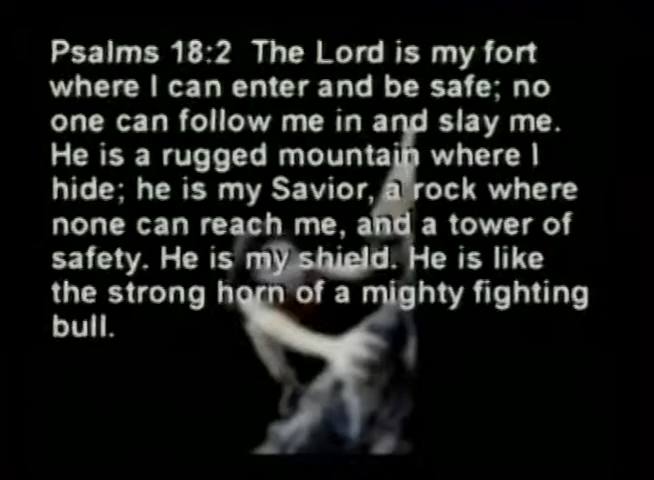 Psalms 18:2  The Lord is my fort
where I can enter and be safe; no
one can follow me in and slay me.
He is a rugged mountain where I
hide; he is my Savior, a rock where
none can reach me, and a tower of
safety. He is my shield. He is like
the strong horn of a mighty fighting
bull.